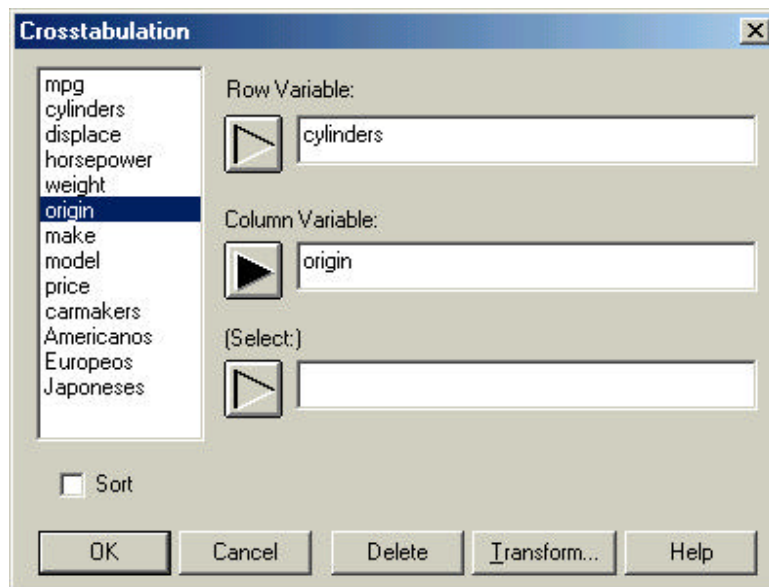 Crosstabulation
mpg
cylinders
displace
horsepower
weight
origin
make
model
price
carmakers
Americanos
Europeos
Japoneses
Row Variable:
cylinders
Column Variable:
origin
(Select:)
Sort
OK Cancel Delete Transform... Help